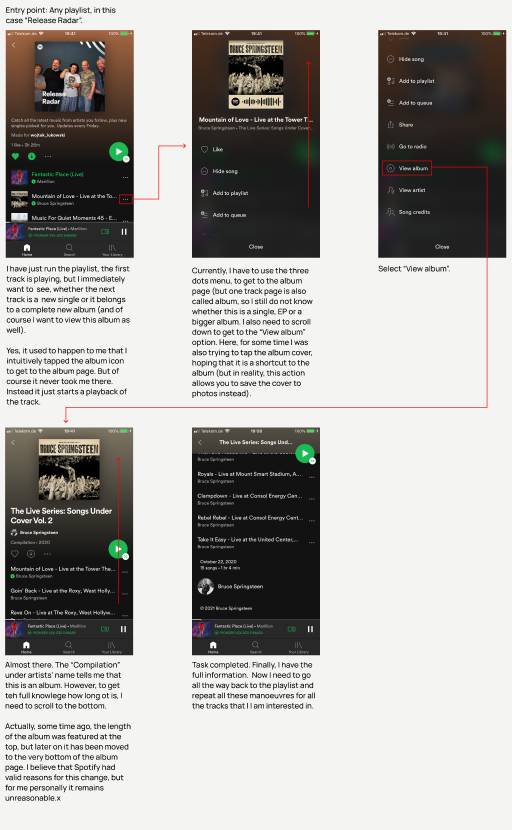 Entry point: Any playlist, in this
case "Release Radar".
Telekom.de
19:41
100%
Release
Radar
Catch all the latest music from artists you follow, plus new
singles picked for you. Updates every Friday.
Made for wojtek_lukowski
Fantastic Place (Live)
Marillion
Mountain of Love - Live at the To...
Bruce Springsteen
Music For Quiet Moments 45 - E...
Fantastic Place (Live) • Marillion
Home
Search
Your Library
I have just run the playlist, the first
track is playing, but I immediately
want to see, whether the next
track is a new single or it belongs
to a complete new album (and of
course I want to view this album as
well).
Yes, it used to happen to me that I
intuitively tapped the album icon
to get to the album page. But of
course it never took me there.
Instead it just starts a playback of
the track.
Telekom.de
19:41
100%
BRUCE SPRINGSTEEN
Mountain of Love - Live at the Tower T...
Bruce Springsteen • The Live Series: Songs Under Cover...
Like
Hide song
Add to playlist
Add to queue
Close
Currently, I have to use the three
dots menu, to get to the album
page (but one track page is also
called album, so I still do not know
whether this is a single, EP or a
bigger album. I also need to scroll
down to get to the "View album"
option. Here, for some time I was
also trying to tap the album cover,
hoping that it is a shortcut to the
album (but in reality, this action
allows you to save the cover to
photos instead).
Telekom.de
19:41
100%
Hide song
Add to playlist
Add to queue
Share
Go to radio
View album
View artist
Song credits
Close
Select "View album".
Telekom.de
19:41
100%
BRUCE SPRINGSTEEN
The Live Series: Songs Under
Cover Vol. 2
Bruce Springsteen
Compilation • 2020
Mountain of Love - Live at the Tower The...
Bruce Springsteen
Goin' Back - Live at the Roxy, West Holly...
Bruce Springsteen
Rave On - Live at The Roxy, West Hollyw...
Fantastic Place (Live) • Marillion
Home
Search
Your Library
Almost there. The "Compilation"
under artists' name tells me that
this is an album. However, to get
teh full knowlege how long ot is, I
need to scroll to the bottom.
Actually, some time ago, the length
of the album was featured at the
top, but later on it has been moved
to the very bottom of the album
page. I believe that Spotify had
valid reasons for this change, but
for me personally it remains
unreasonable.x
Telekom.de
100%
The Live Series: Songs Und...
Bruce Springsteen
Royals - Live at Mount Smart Stadium, A...
Bruce Springsteen
Clampdown - Live at Consol Energy Cen...
Bruce Springsteen
Rebel Rebel - Live at Consol Energy Cent...
Bruce Springsteen
Take It Easy - Live at the United Center,...
Bruce Springsteen
October 22, 2020
15 songs • 1 hr 4 min
Bruce Springsteen
© 2021 Bruce Springsteen
Fantastic Place (Live) • Marillion
Home
Search
Your Library
Task completed. Finally, I have the
full information. Now I need to go
all the way back to the playlist and
repeat all these manoeuvres for all
the tracks that I I am interested in.